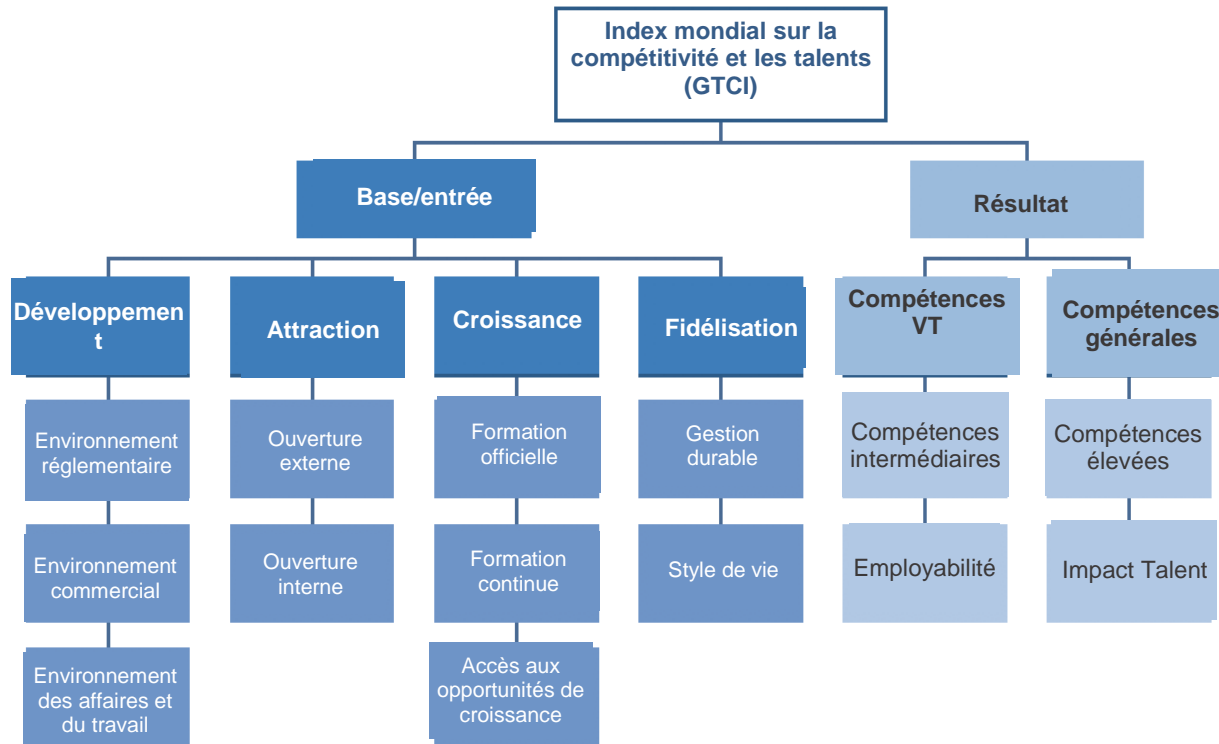 Index mondial sur la
compétitivité et les talents
(GTCI)
Base/entrée
Résultat
Développemen
t
Attraction
Croissance
Fidélisation
Compétences
VT
Compétences
générales
Environnement
réglementaire
Ouverture
externe
Formation
officielle
Gestion
durable
Compétences
intermédiaires
Compétences
élevées
Environnement
commercial
Ouverture
interne
Formation
continue
Style de vie
Employabilité
Impact Talent
Environnement
des affaires et
du travail
Accès aux
opportunités de
croissance